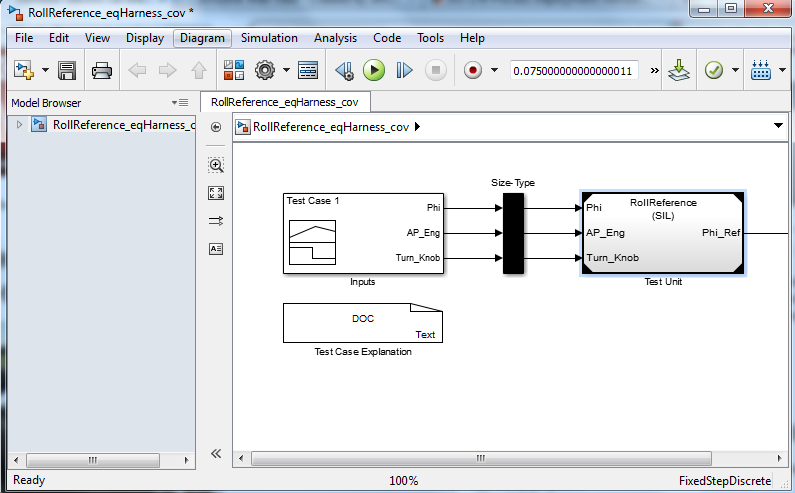 RollReference_eqHarness_cov *
File Edit View Display Diagram Simulation Analysis Code Tools Help
0.07500000000000011 »
Model Browser
RollReference_eqHarness_cov
RollReference_eqHarness_c
RollReference_eqHarness_cov
Size-Type
Test Case 1
RollReference
(SIL)
Phi
Phi
AP_Eng
AP_Eng
Phi_Ref
Turn_Knob
Turn_Knob
Inputs
Test Unit
DOC
Text
Test Case Explanation
Ready 100% FixedStepDiscrete